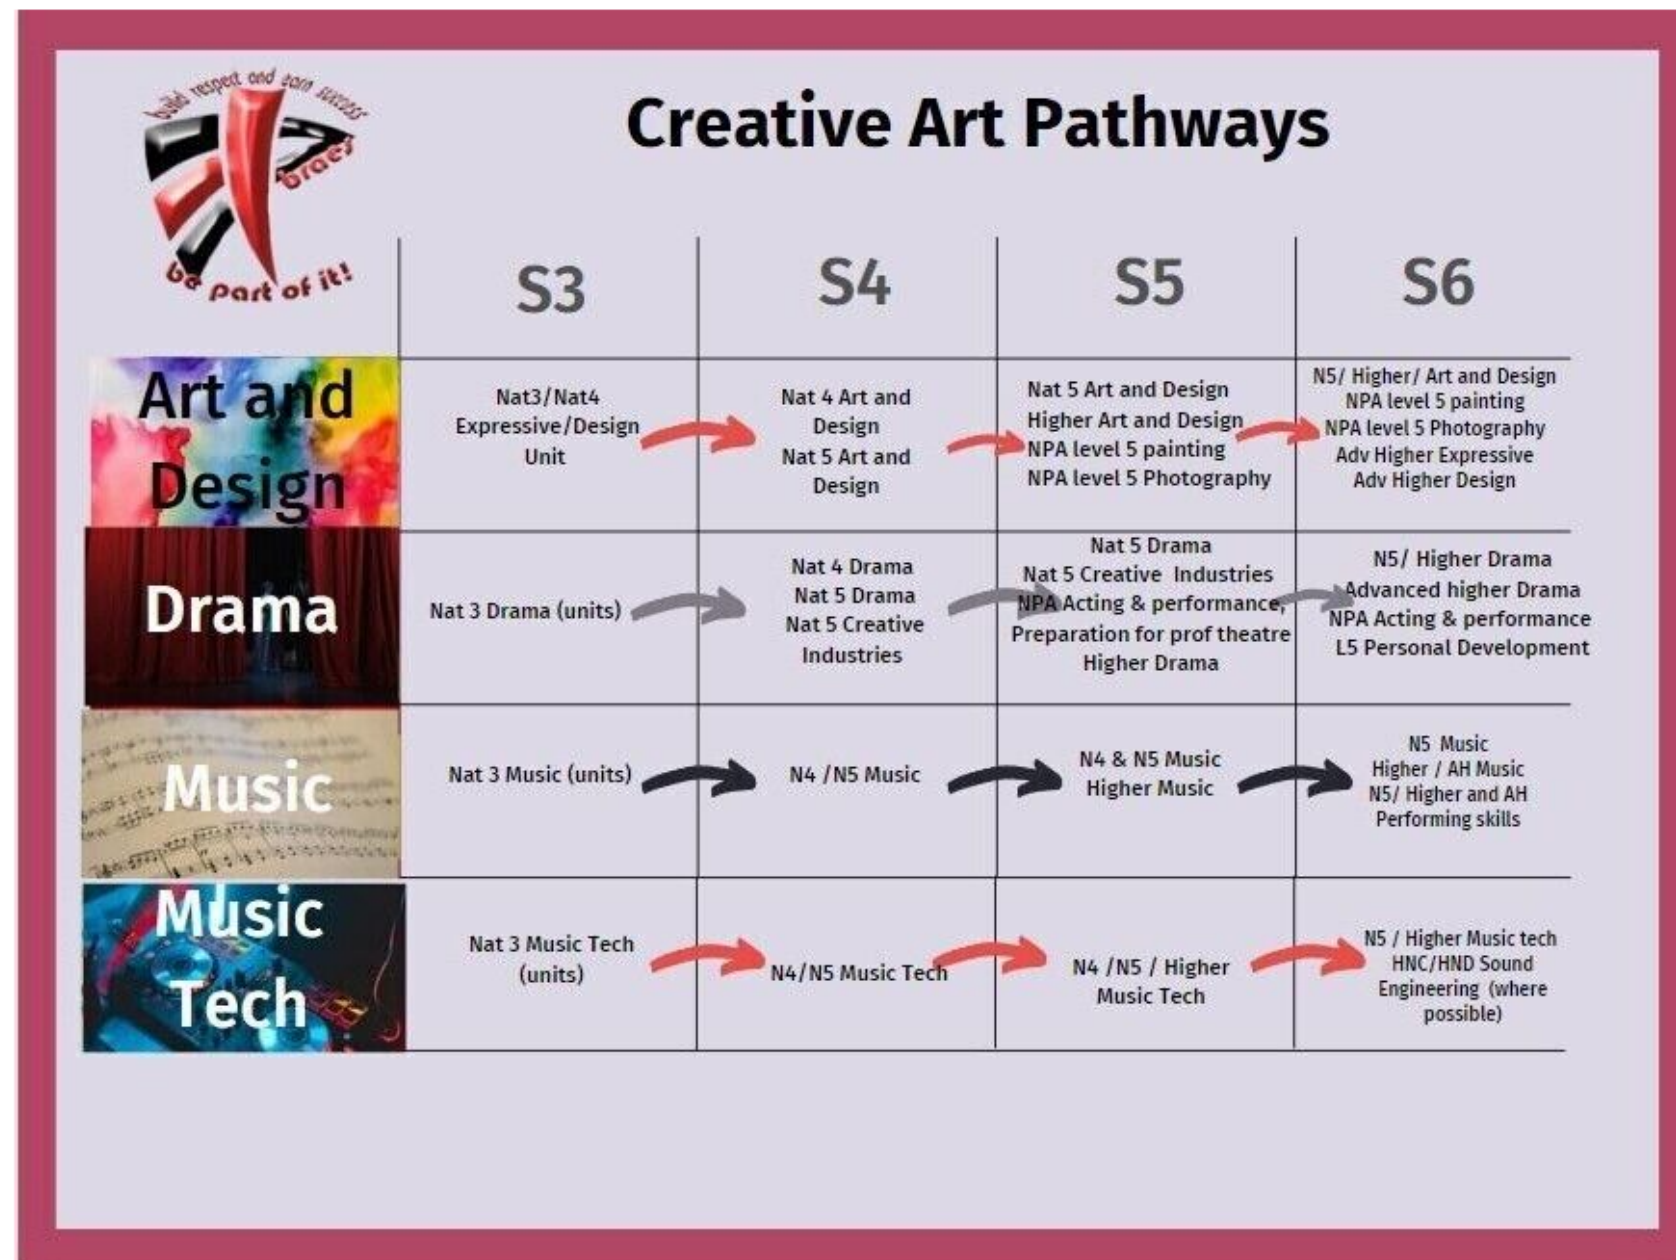 build respect and earn success
braes
be part of it!
Creative Art Pathways
S3
S4
S5
S6
Art and
Design
Nat3/Nat4
Expressive/Design
Unit
Nat 4 Art and
Design
Nat 5 Art and
Design
Nat 5 Art and Design
Higher Art and Design
NPA level 5 painting
NPA level 5 Photography
N5/ Higher/ Art and Design
NPA level 5 painting
NPA level 5 Photography
Adv Higher Expressive
Adv Higher Design
Drama
Nat 3 Drama (units)
Nat 4 Drama
Nat 5 Drama
Nat 5 Creative
Industries
Nat 5 Drama
Nat 5 Creative Industries
NPA Acting & performance,
Preparation for prof theatre
Higher Drama
N5/ Higher Drama
Advanced higher Drama
NPA Acting & performance
L5 Personal Development
Music
Nat 3 Music (units)
N4 /N5 Music
N4 & N5 Music
Higher Music
N5 Music
Higher / AH Music
N5/ Higher and AH
Performing skills
Music
Tech
Nat 3 Music Tech
(units)
N4/N5 Music Tech
N4 /N5 / Higher
Music Tech
N5 / Higher Music tech
HNC/HND Sound
Engineering (where
possible)